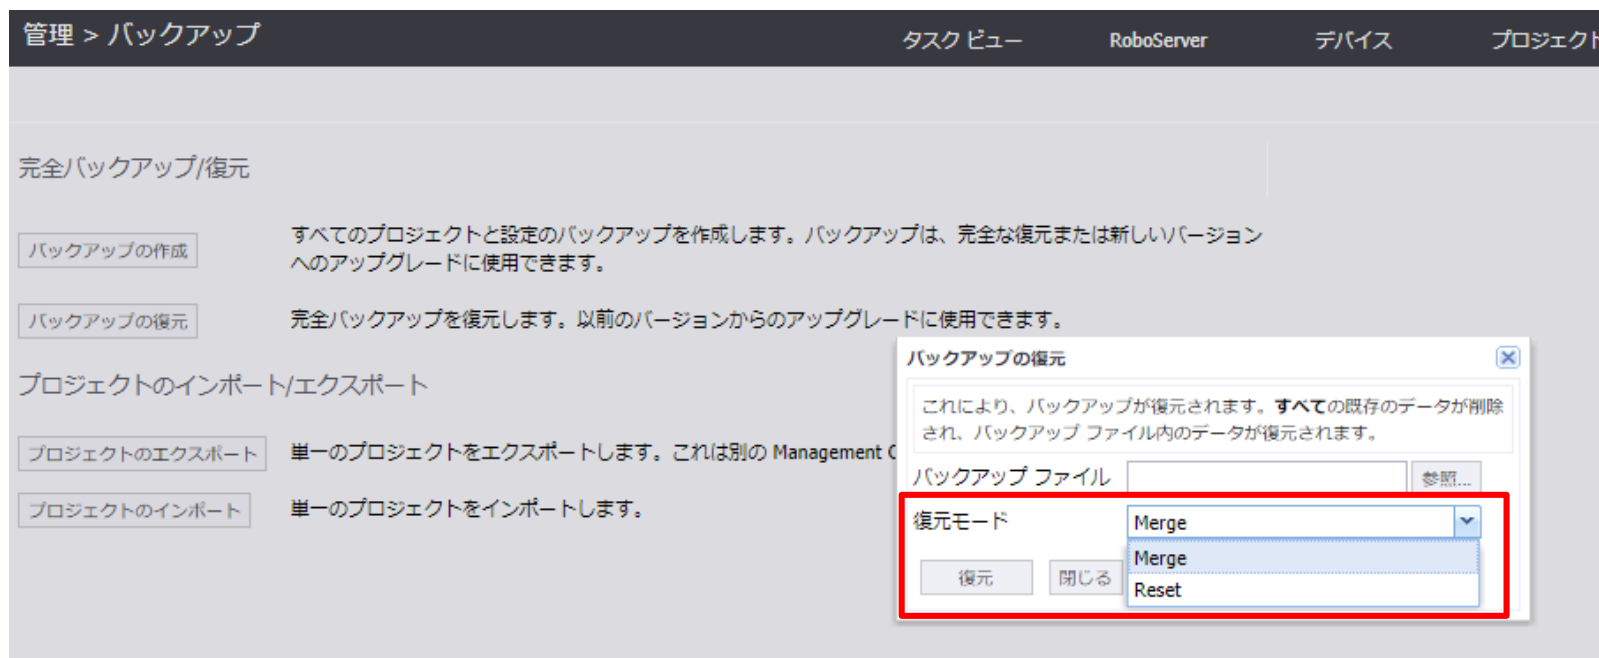 管理 > バックアップ
タスク ビュー
RoboServer
デバイス
プロジェクト
完全バックアップ/復元
バックアップの作成
すべてのプロジェクトと設定のバックアップを作成します。バックアップは、完全な復元または新しいバージョン
へのアップグレードに使用できます。
バックアップの復元
完全バックアップを復元します。以前のバージョンからのアップグレードに使用できます。
プロジェクトのインポート/エクスポート
プロジェクトのエクスポート
単一のプロジェクトをエクスポートします。これは別の Management C
プロジェクトのインポート
単一のプロジェクトをインポートします。
バックアップの復元
これにより、バックアップが復元されます。すべての既存のデータが削除
され、バックアップ ファイル内のデータが復元されます。
バックアップ ファイル
参照...
復元モード
Merge
Merge
Reset
復元
閉じる